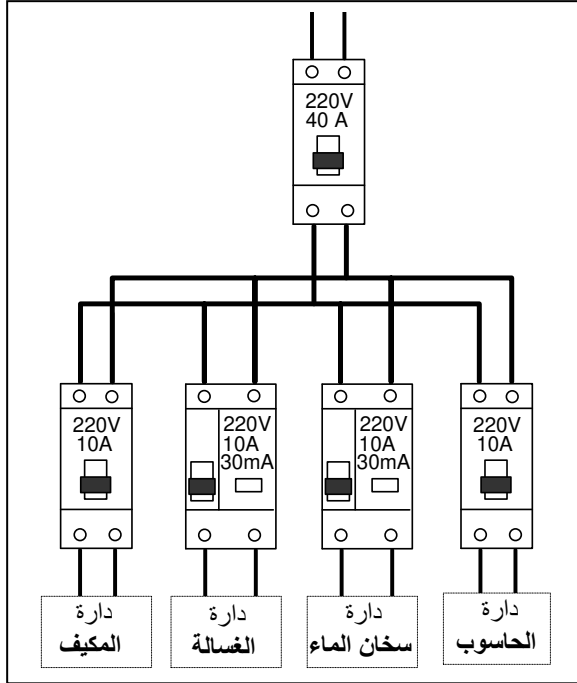 220V
40 A
220V
10A
220V
10A
30mA
220V
10A
30mA
220V
10A
دارة
المكيف
دارة
الغسالة
دارة
سخان الماء
دارة
الحاسوب